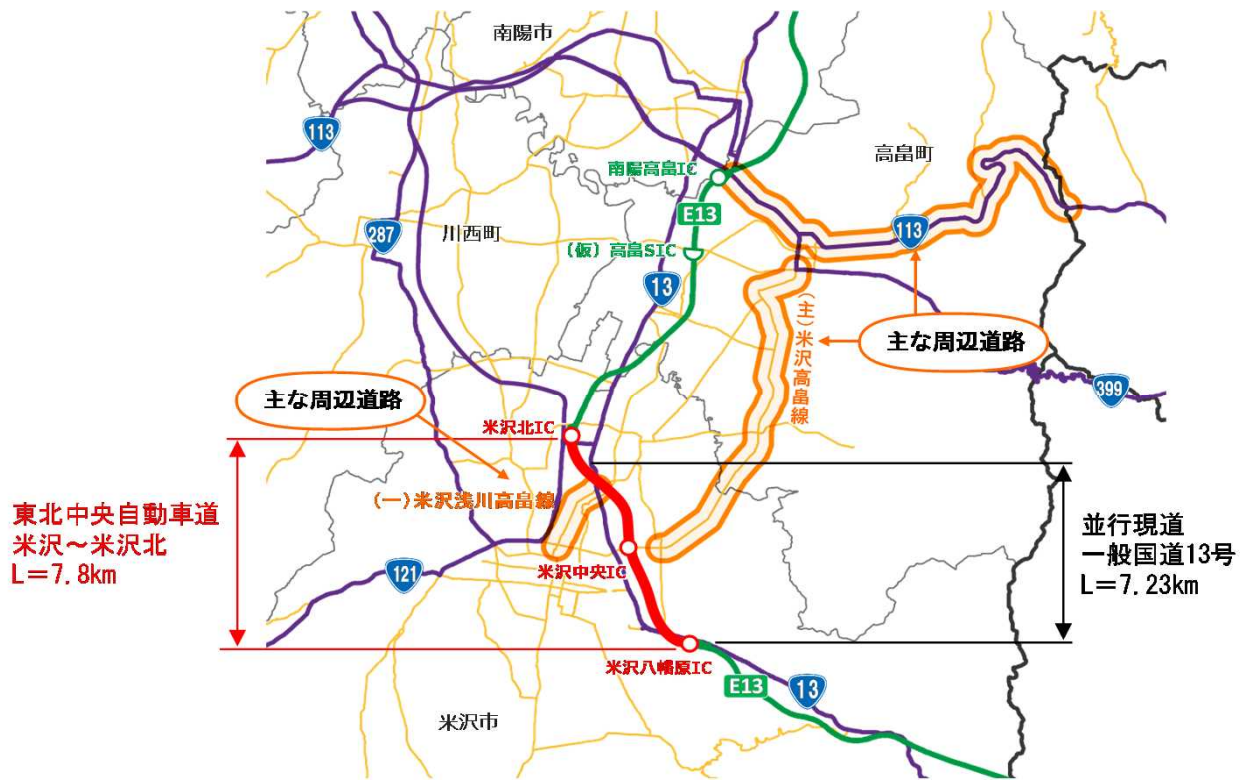 南陽市
113
南陽高畠IC
高畠町
E13
113
287
川西町
(仮)高畠SIC
13
(主)米沢高畠線
主な周辺道路
399
主な周辺道路
米沢北IC
(一)米沢浅川高畠線
東北中央自動車道
米沢～米沢北
L=7.8km
並行現道
一般国道13号
L=7.23km
121
米沢中央IC
米沢八幡原IC
E13
13
米沢市